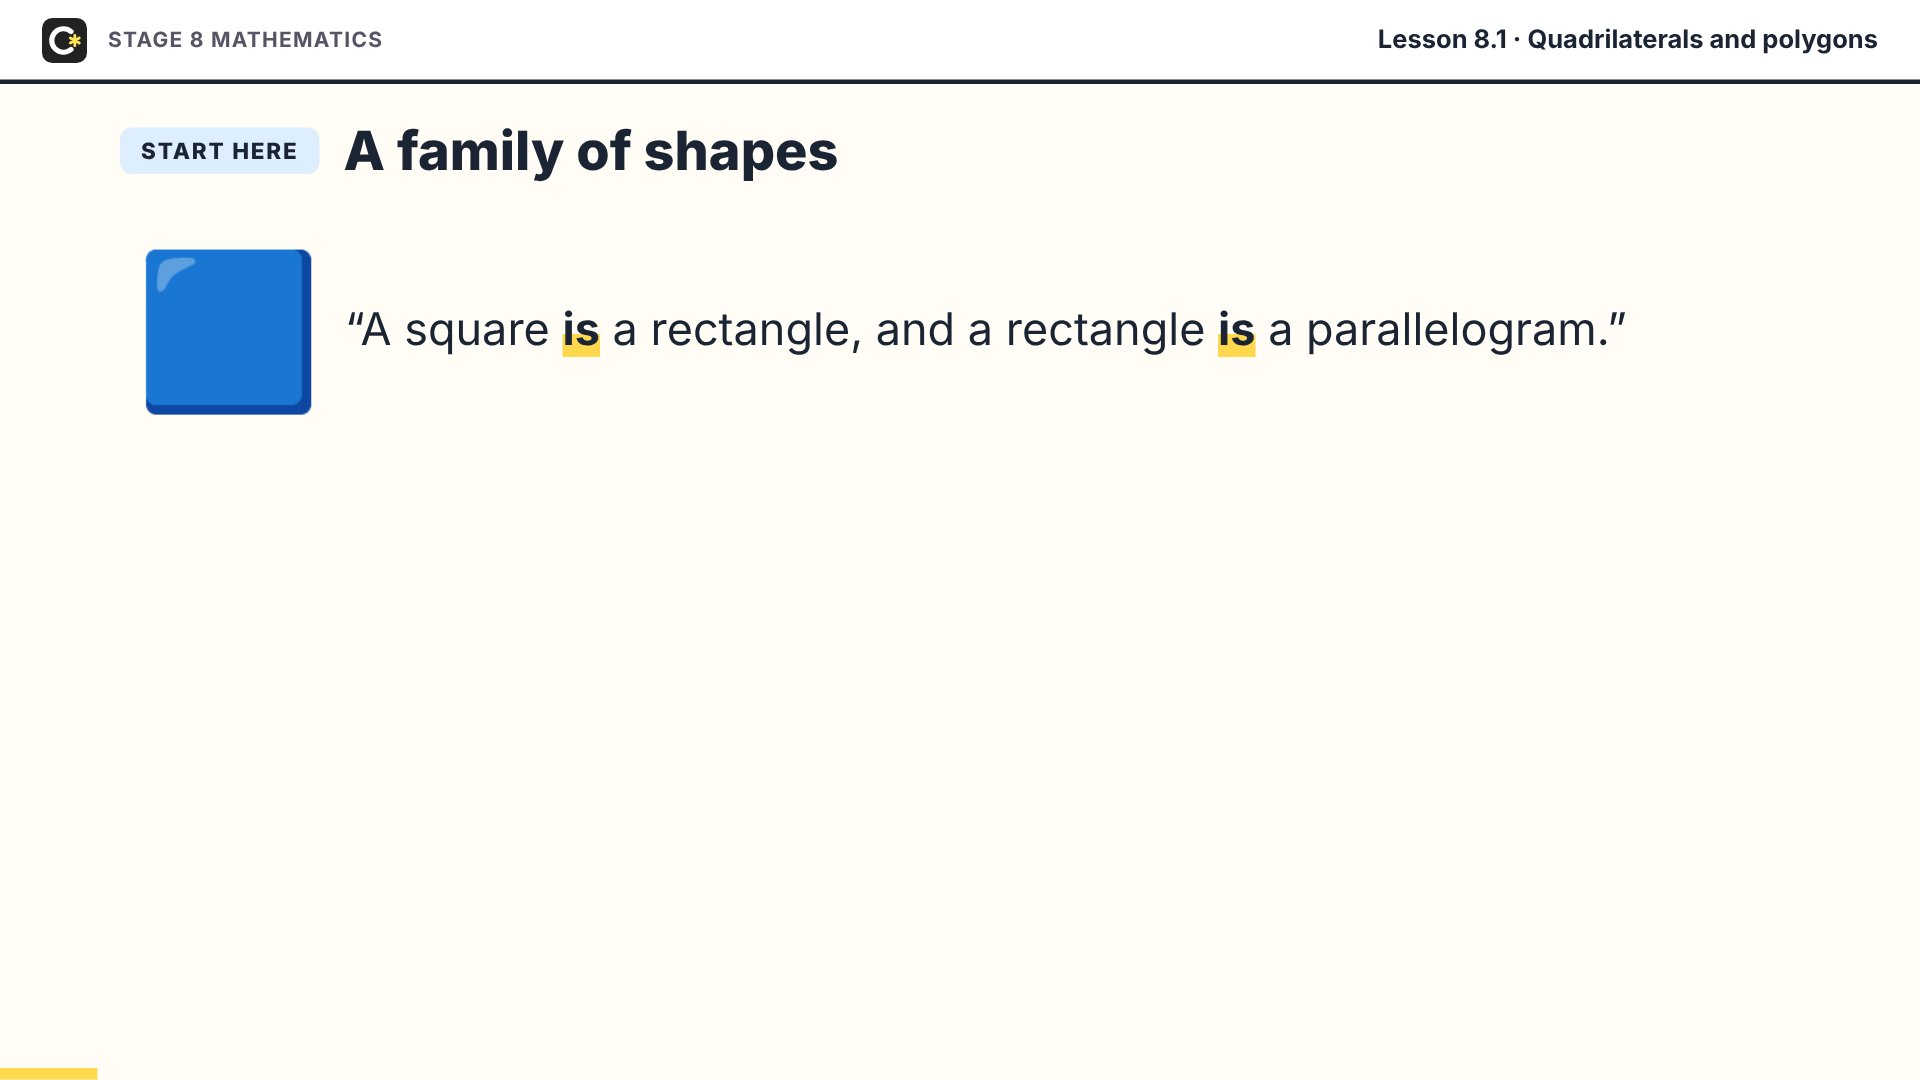 STAGE 8 MATHEMATICS
Lesson 8.1 · Quadrilaterals and polygons
START HERE
A family of shapes
“A square is a rectangle, and a rectangle is a parallelogram.”